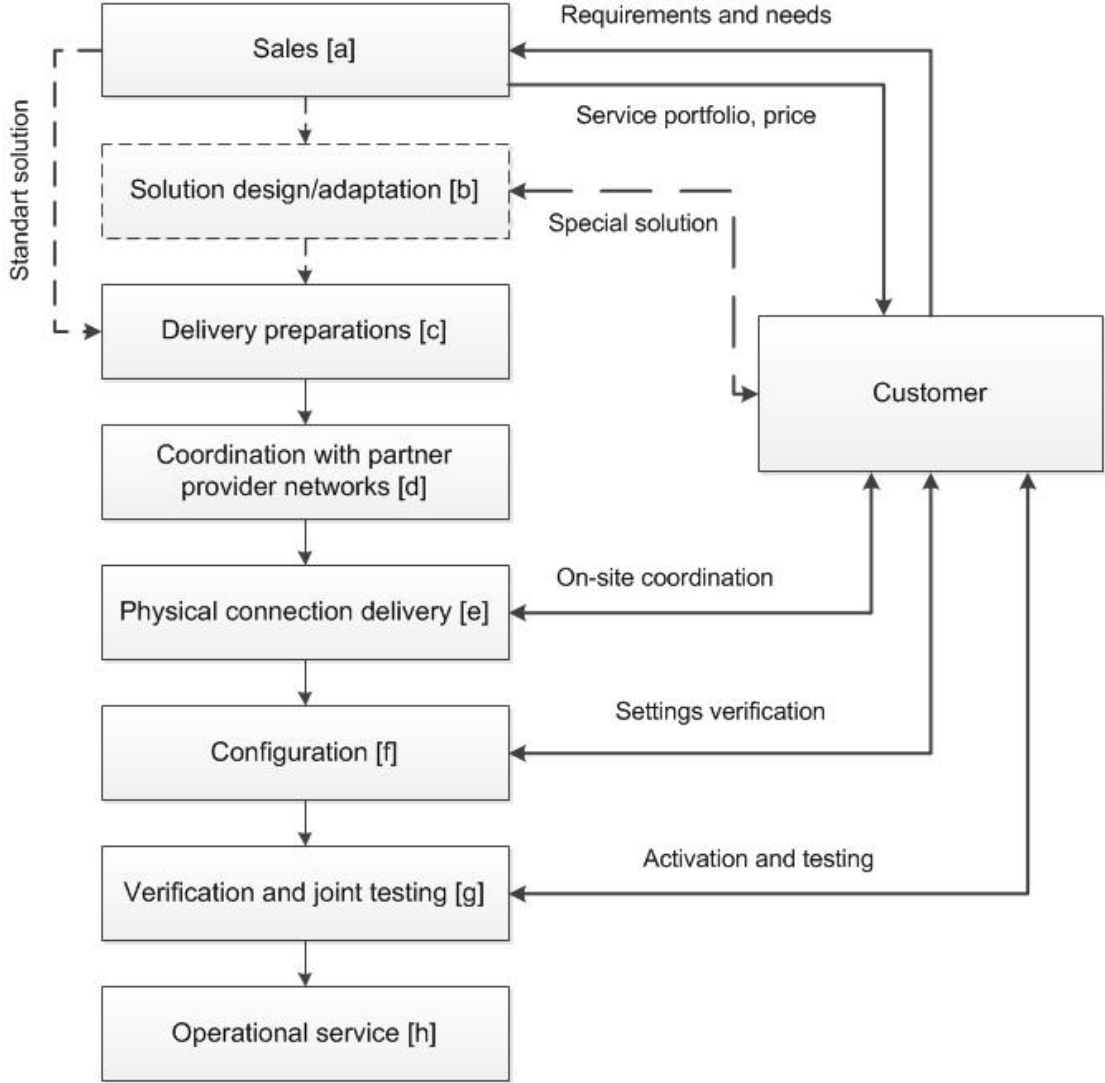 Requirements and needs
Sales [a]
Service portfolio, price
Standart solution
Solution design/adaptation [b]
Special solution
Delivery preparations [c]
Customer
Coordination with partner
provider networks [d]
On-site coordination
Physical connection delivery [e]
Settings verification
Configuration [f]
Activation and testing
Verification and joint testing [g]
Operational service [h]